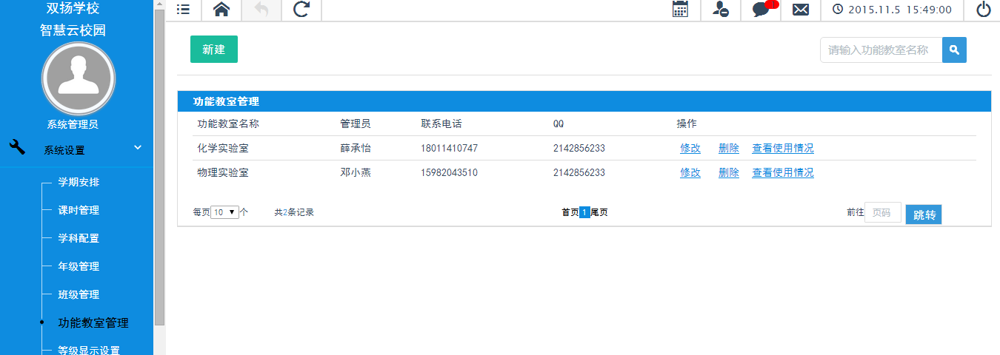 双扬学校
智慧云校园
系统管理员
系统设置
学期安排
课时管理
学科配置
年级管理
班级管理
功能教室管理
等级显示设置
2015.11.5 15:49:00
新建
请输入功能教室名称
功能教室管理
功能教室名称 管理员 联系电话 QQ 操作
化学实验室 薛承怡 18011410747 2142856233 修改 删除 查看使用情况
物理实验室 邓小燕 15982043510 2142856233 修改 删除 查看使用情况
每页 10 个 共2条记录 首页 1 尾页 前往 页码 跳转